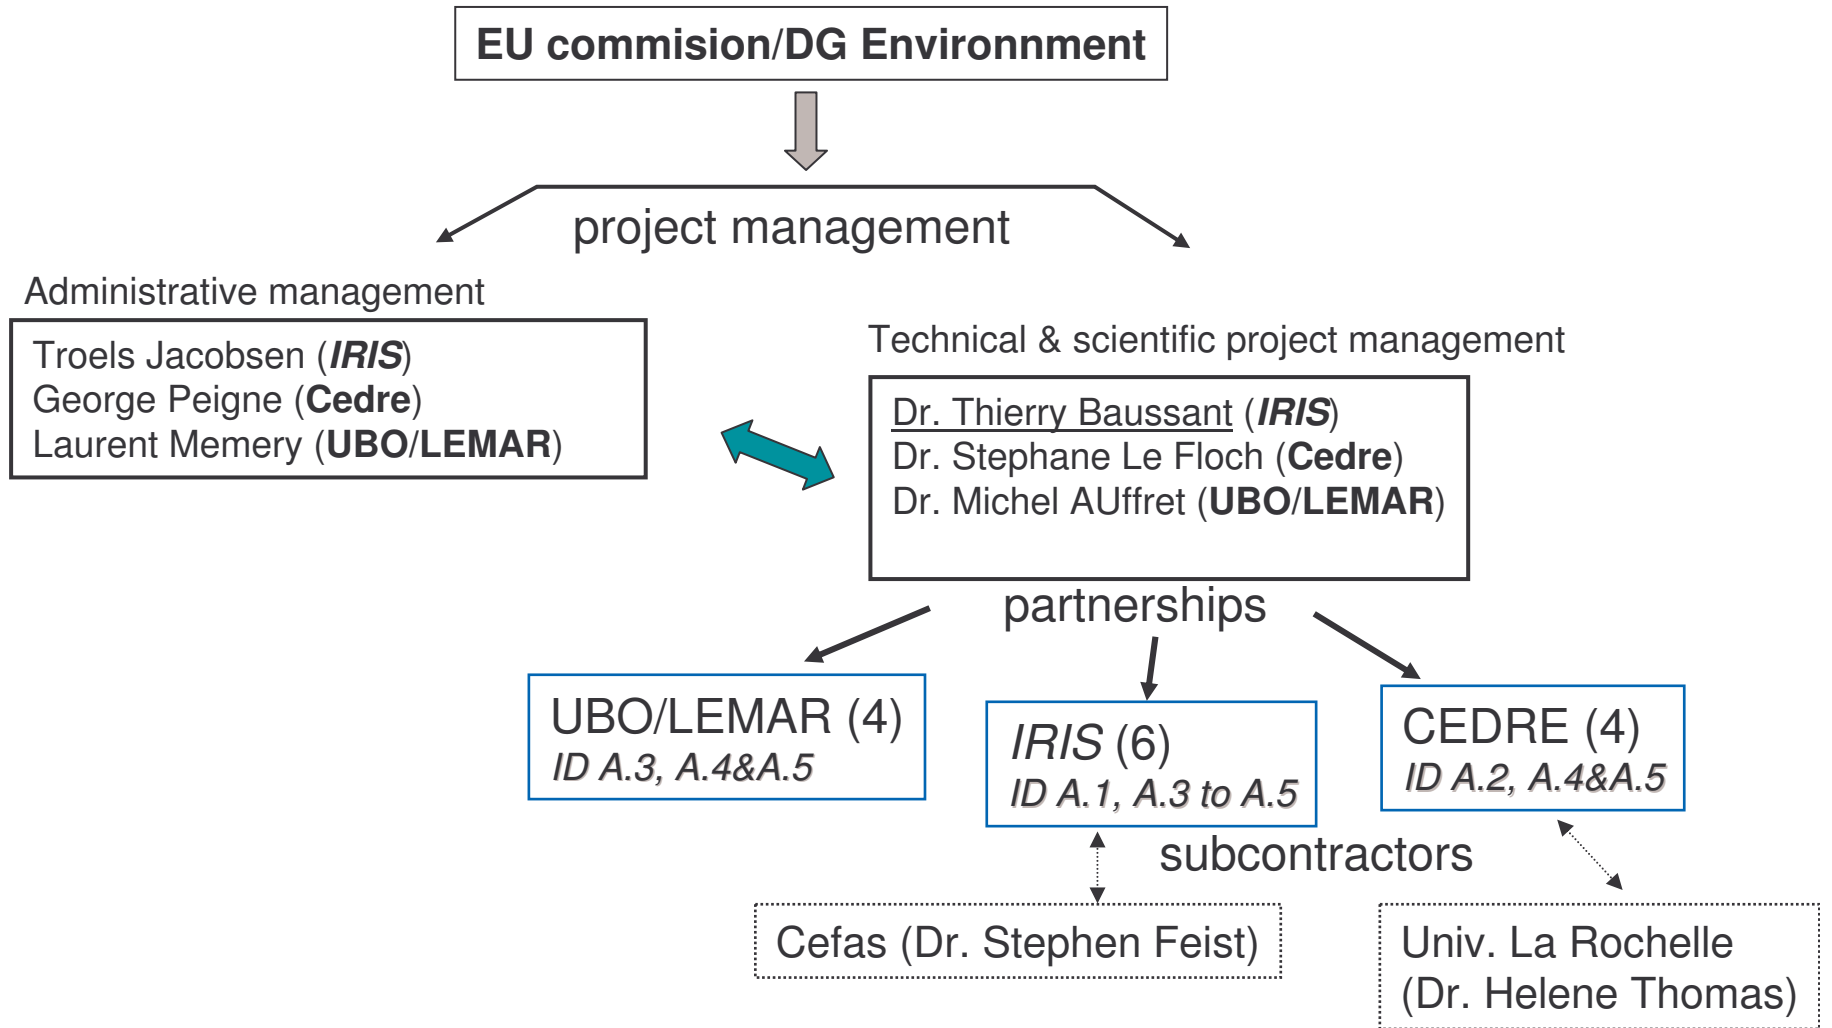 EU commision/DG Environnment
project management
Administrative management
Troels Jacobsen (IRIS)
George Peigne (Cedre)
Laurent Memery (UBO/LEMAR)
Technical & scientific project management
Dr. Thierry Baussant (IRIS)
Dr. Stephane Le Floch (Cedre)
Dr. Michel AUffret (UBO/LEMAR)
partnerships
UBO/LEMAR (4)
ID A.3, A.4&A.5
IRIS (6)
ID A.1, A.3 to A.5
CEDRE (4)
ID A.2, A.4&A.5
subcontractors
Cefas (Dr. Stephen Feist)
Univ. La Rochelle
(Dr. Helene Thomas)